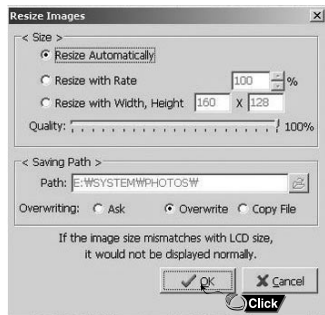 Resize Images
< Size >
Resize Automatically
Resize with Rate 100 %
Resize with Width, Height 160 X 128
Quality: 100%
< Saving Path >
Path: E:₩SYSTEM₩PHOTOS₩
Overwriting: Ask Overwrite Copy File
If the image size mismatches with LCD size,
it would not be displayed normally.
OK Cancel
Click